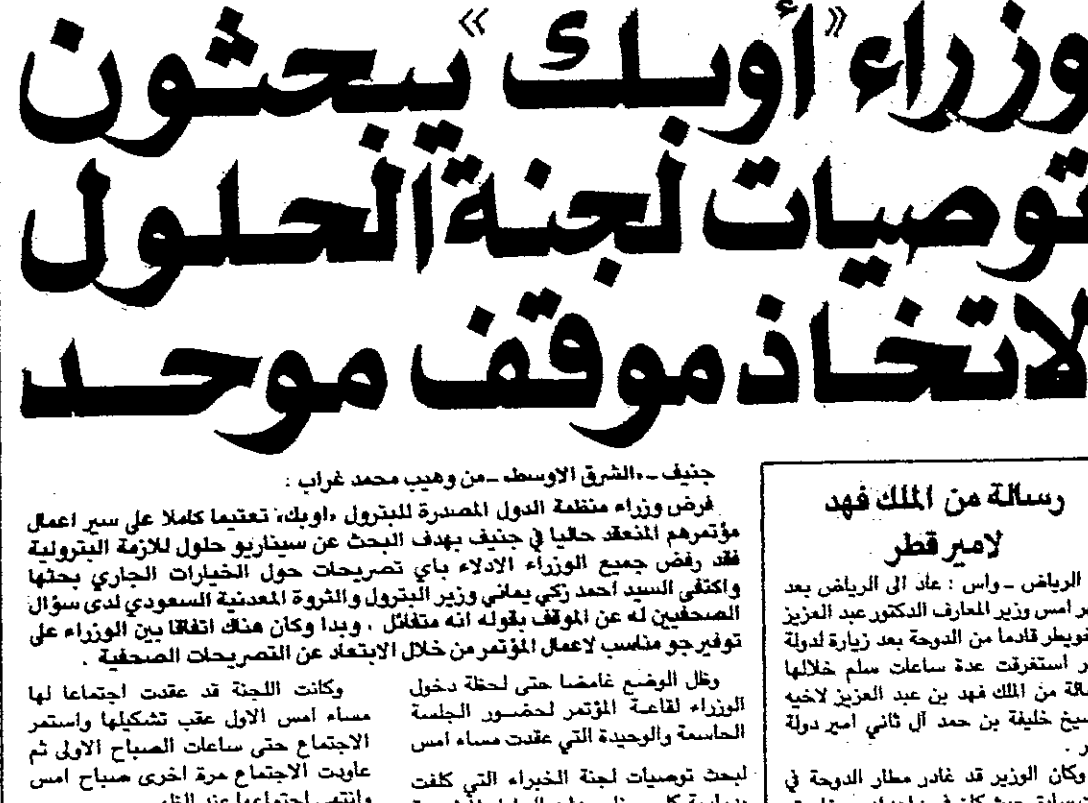 وزراء «أوبك» يبحثون
توصيات لجنة الحلول
لاتخاذ موقف موحد
جنيف ـ «الشرق الاوسط» ـ من وهيب محمد غراب :
فرض وزراء منظمة الدول المصدرة للبترول «اوبك» تعتيما كاملا على سير اعمال
مؤتمرهم المنعقد حاليا في جنيف بهدف البحث عن سيناريو حلول للازمة البترولية
فقد رفض جميع الوزراء الادلاء باي تصريحات حول الخيارات الجاري بحثها
واكتفى السيد احمد زكي يماني وزير البترول والثروة المعدنية السعودي لدى سؤال
الصحفيين له عن الموقف بقوله انه متفائل . وبدا وكان هناك اتفاقا بين الوزراء على
توفير جو مناسب لاعمال المؤتمر من خلال الابتعاد عن التصريحات الصحفية .
وظل الوضع غامضا حتى لحظة دخول
الوزراء لقاعة المؤتمر لحضور الجلسة
الحاسمة والوحيدة التي عقدت مساء امس
لبحث توصيات لجنة الخبراء التي كلفت
وكانت اللجنة قد عقدت اجتماعا لها
مساء امس الاول عقب تشكيلها واستمر
الاجتماع حتى ساعات الصباح الاولى ثم
عاودت الاجتماع مرة اخرى صباح امس
وانتهى اجتماعها عند
رسالة من الملك فهد
لامير قطر
الرياض ـ واس : عاد الى الرياض بعد
امس وزير المعارف الدكتور عبد العزيز
قادما من الدوحة بعد زيارة لدولة
استغرقت عدة ساعات سلم خلالها
من الملك فهد بن عبد العزيز لاخيه
خليفة بن حمد آل ثاني امير دولة
وكان الوزير قد غادر مطار الدوحة في